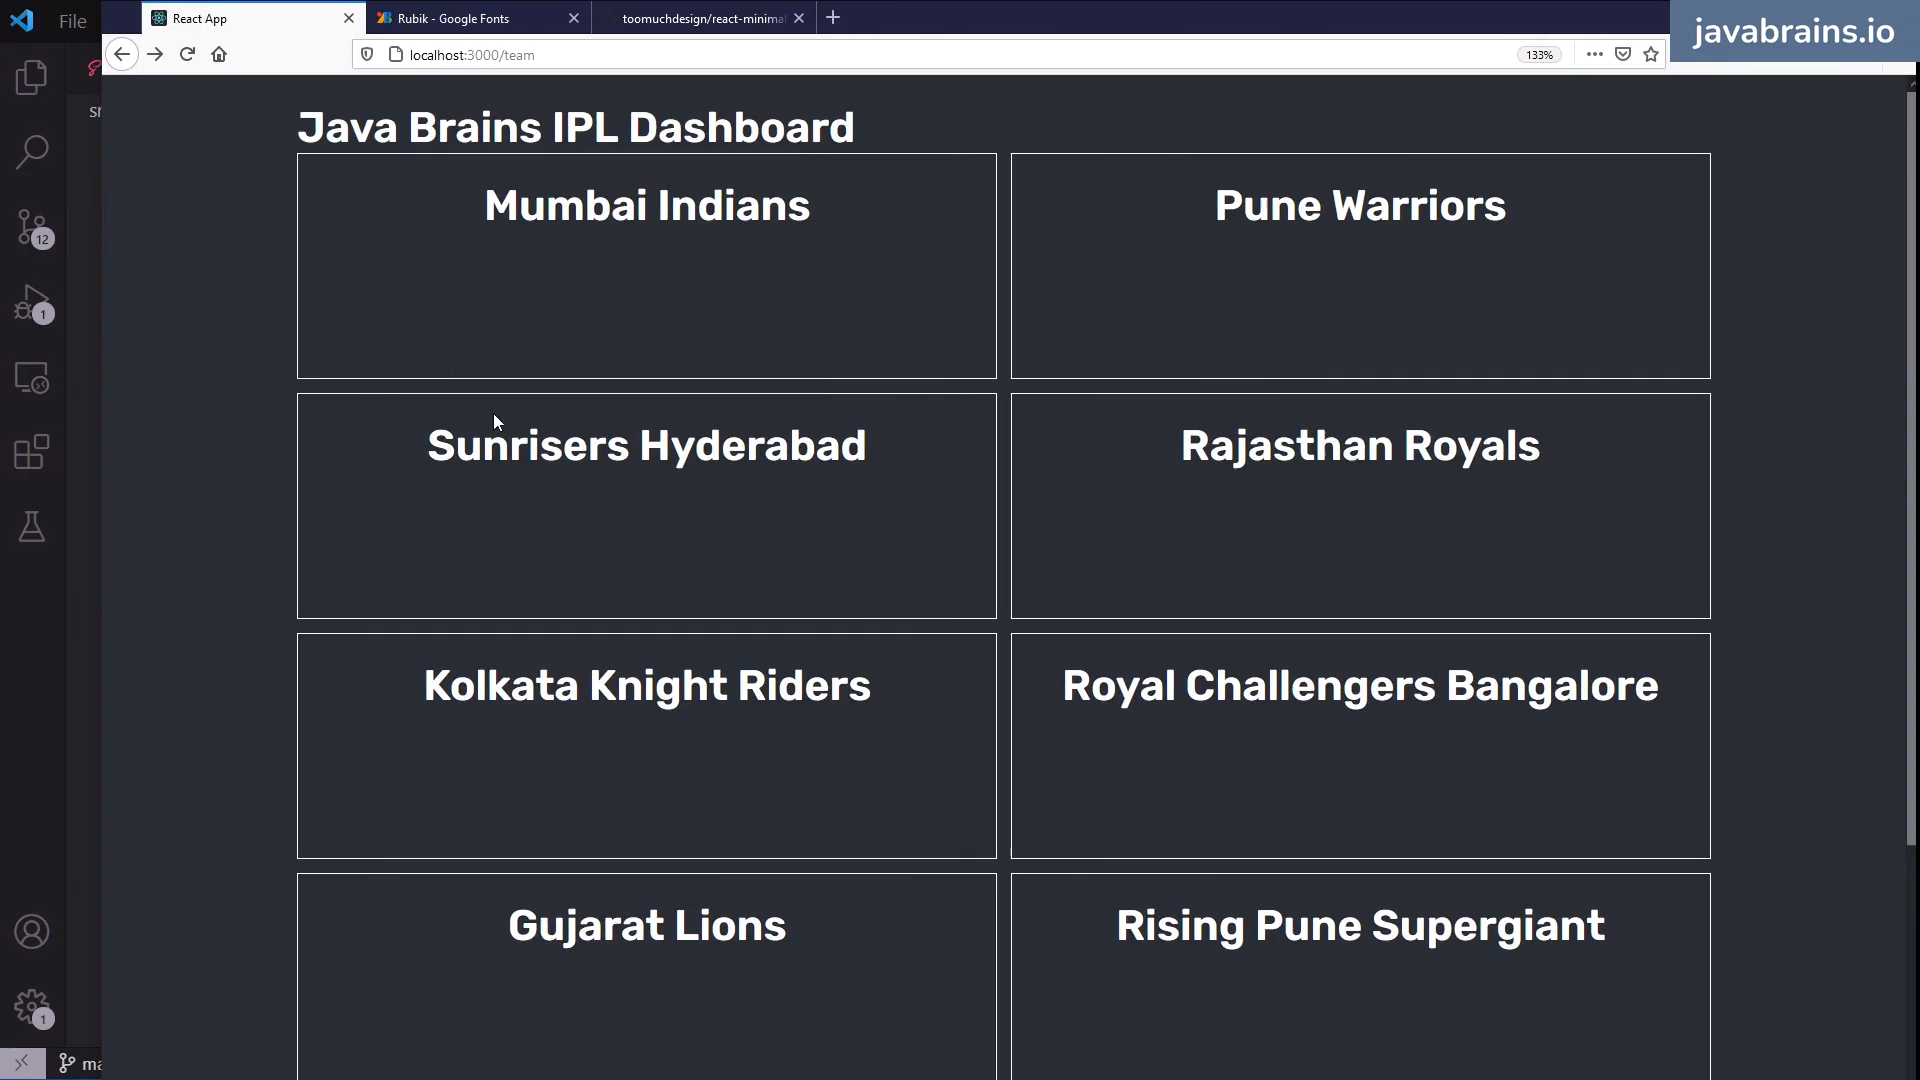 File
React App
Rubik - Google Fonts
toomuchdesign/react-minimal
javabrains.io
localhost:3000/team
133%
Java Brains IPL Dashboard
Mumbai Indians
Pune Warriors
Sunrisers Hyderabad
Rajasthan Royals
Kolkata Knight Riders
Royal Challengers Bangalore
Gujarat Lions
Rising Pune Supergiant
12
1
1